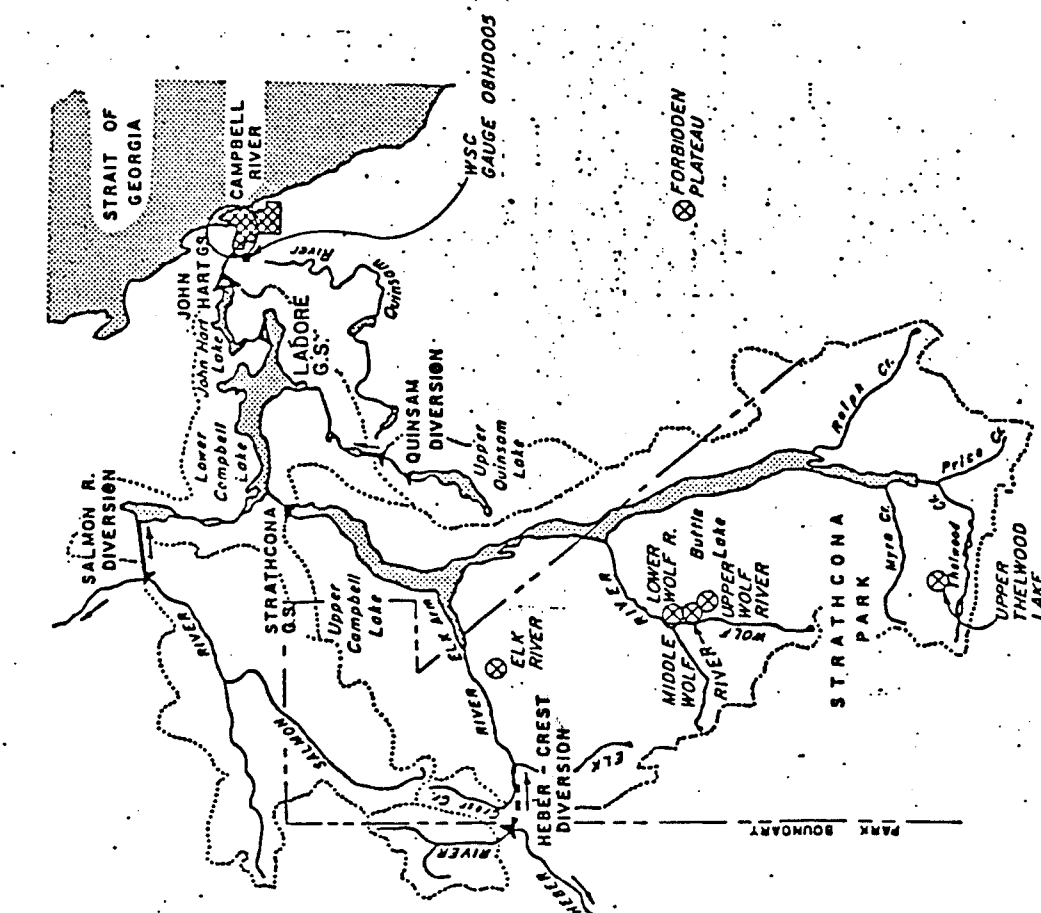 STRAIT OF
GEORGIA
CAMPBELL
RIVER
WSC
GAUGE 08HD005
FORBIDDEN
PLATEAU
JOHN
HART G.S.
John Hart
Lake
River
Quinsam
LADORE
G.S.
Lower
Campbell
Lake
QUINSAM
DIVERSION
Upper
Quinsam
Lake
SALMON R.
DIVERSION
STRATHCONA
G.S.
Upper
Campbell
Lake
RIVER
SALMON
ELK Arm
ELK
RIVER
RIVER
ELK
Crest Cr.
HEBER - CREST
DIVERSION
RIVER
HEBER
RIVER
LOWER
WOLF R.
Buttle
Lake
UPPER
WOLF
RIVER
MIDDLE
WOLF
RIVER
WOLF
Ralph Cr.
Price Cr.
Myra Cr.
Thelwood Cr.
UPPER
THELWOOD
LAKE
STRATHCONA
PARK
PARK BOUNDARY